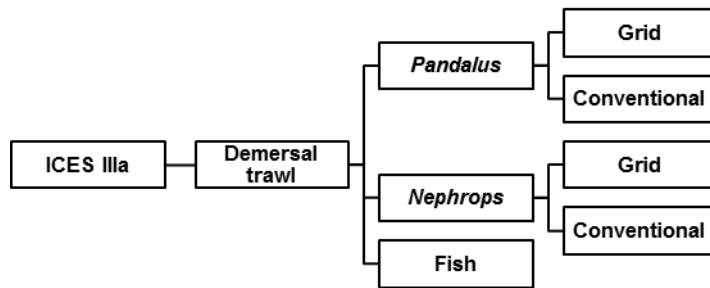 ICES IIIa
Demersal
trawl
Pandalus
Grid
Conventional
Nephrops
Grid
Conventional
Fish